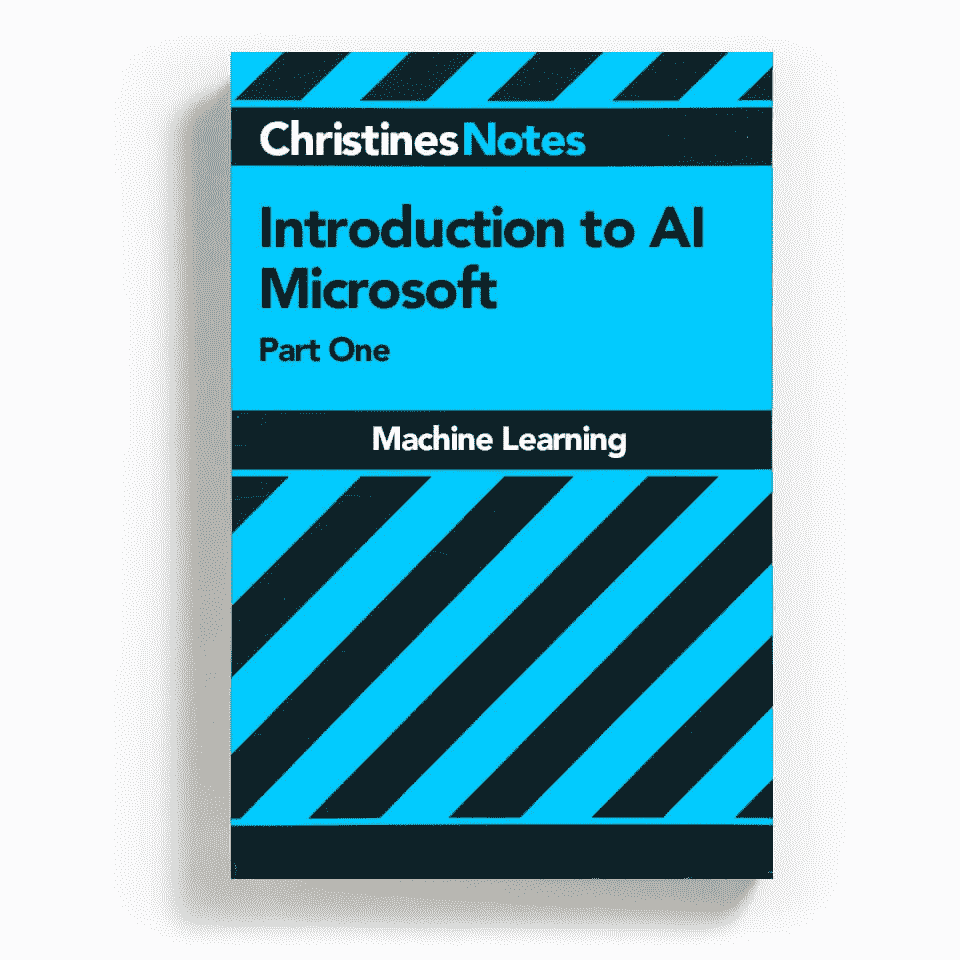 ChristinesNotes
Introduction to AI
Microsoft
Part One
Machine Learning